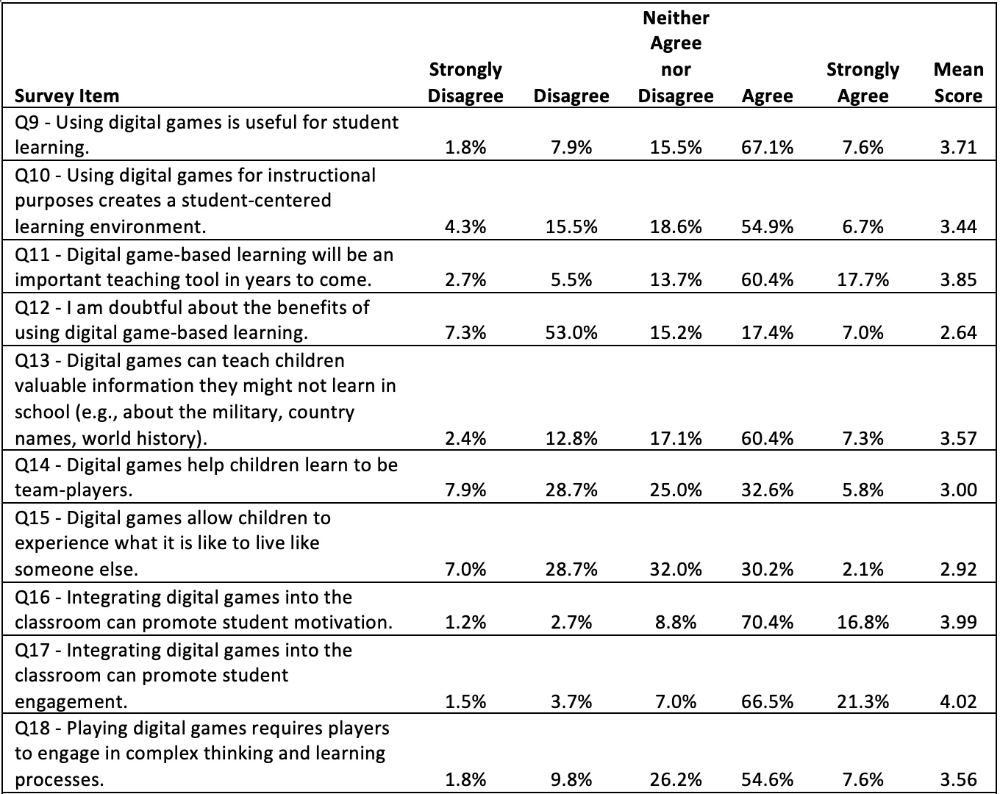 Neither
Agree
Strongly nor Strongly Mean
Survey Item Disagree Disagree Disagree Agree Agree Score
Q9 - Using digital games is useful for student
learning. 1.8% 7.9% 15.5% 67.1% 7.6% 3.71
Q10 - Using digital games for instructional
purposes creates a student-centered
learning environment. 4.3% 15.5% 18.6% 54.9% 6.7% 3.44
Q11 - Digital game-based learning will be an
important teaching tool in years to come. 2.7% 5.5% 13.7% 60.4% 17.7% 3.85
Q12 - I am doubtful about the benefits of
using digital game-based learning. 7.3% 53.0% 15.2% 17.4% 7.0% 2.64
Q13 - Digital games can teach children
valuable information they might not learn in
school (e.g., about the military, country
names, world history). 2.4% 12.8% 17.1% 60.4% 7.3% 3.57
Q14 - Digital games help children learn to be
team-players. 7.9% 28.7% 25.0% 32.6% 5.8% 3.00
Q15 - Digital games allow children to
experience what it is like to live like
someone else. 7.0% 28.7% 32.0% 30.2% 2.1% 2.92
Q16 - Integrating digital games into the
classroom can promote student motivation. 1.2% 2.7% 8.8% 70.4% 16.8% 3.99
Q17 - Integrating digital games into the
classroom can promote student
engagement. 1.5% 3.7% 7.0% 66.5% 21.3% 4.02
Q18 - Playing digital games requires players
to engage in complex thinking and learning
processes. 1.8% 9.8% 26.2% 54.6% 7.6% 3.56